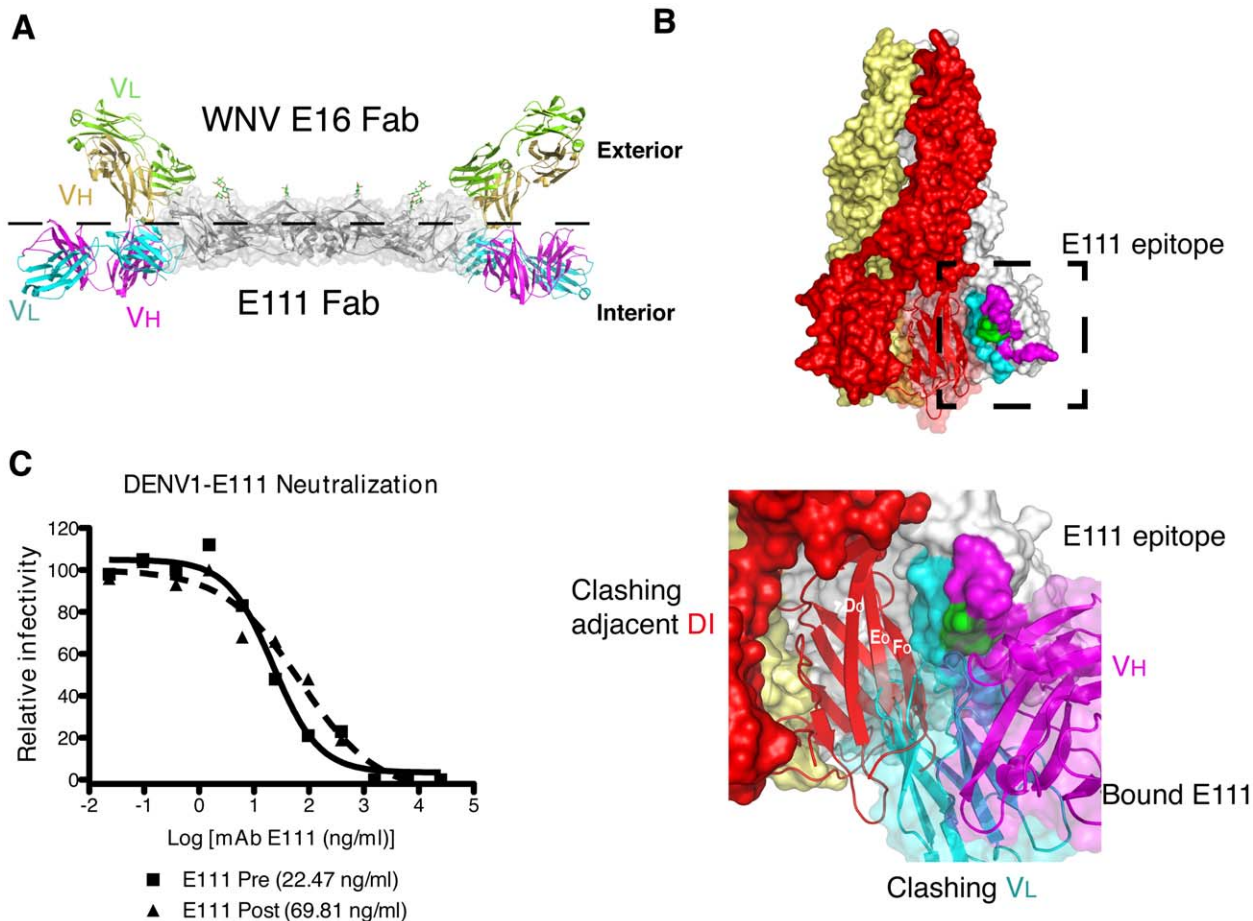 A
VL
WNV E16 Fab
VH
Exterior
E111 Fab
VL
VH
Interior
B
E111 epitope
C
DENV1-E111 Neutralization
Relative infectivity
120
100
80
60
40
20
0
-2 -1 0 1 2 3 4 5
Log [mAb E111 (ng/ml)]
E111 Pre (22.47 ng/ml)
E111 Post (69.81 ng/ml)
E111 epitope
Clashing
adjacent DI
Eo
Fo
VH
Bound E111
Clashing VL